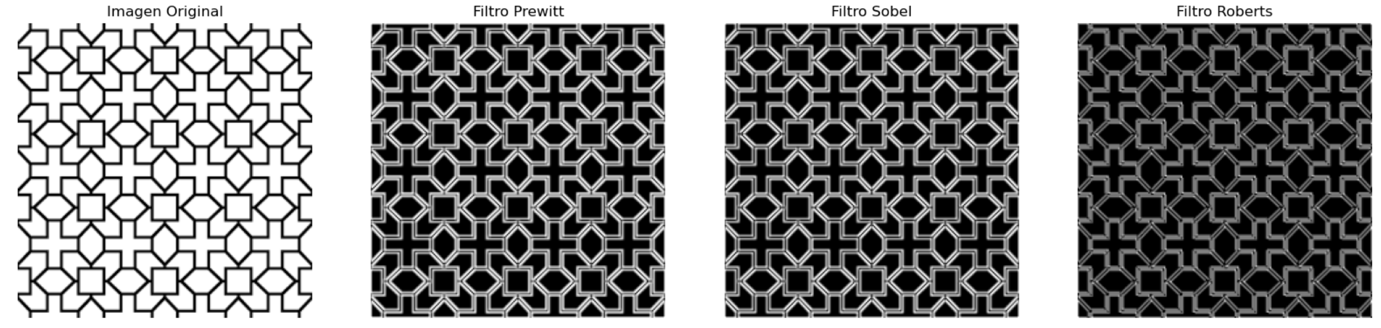 Imagen Original
Filtro Prewitt
Filtro Sobel
Filtro Roberts